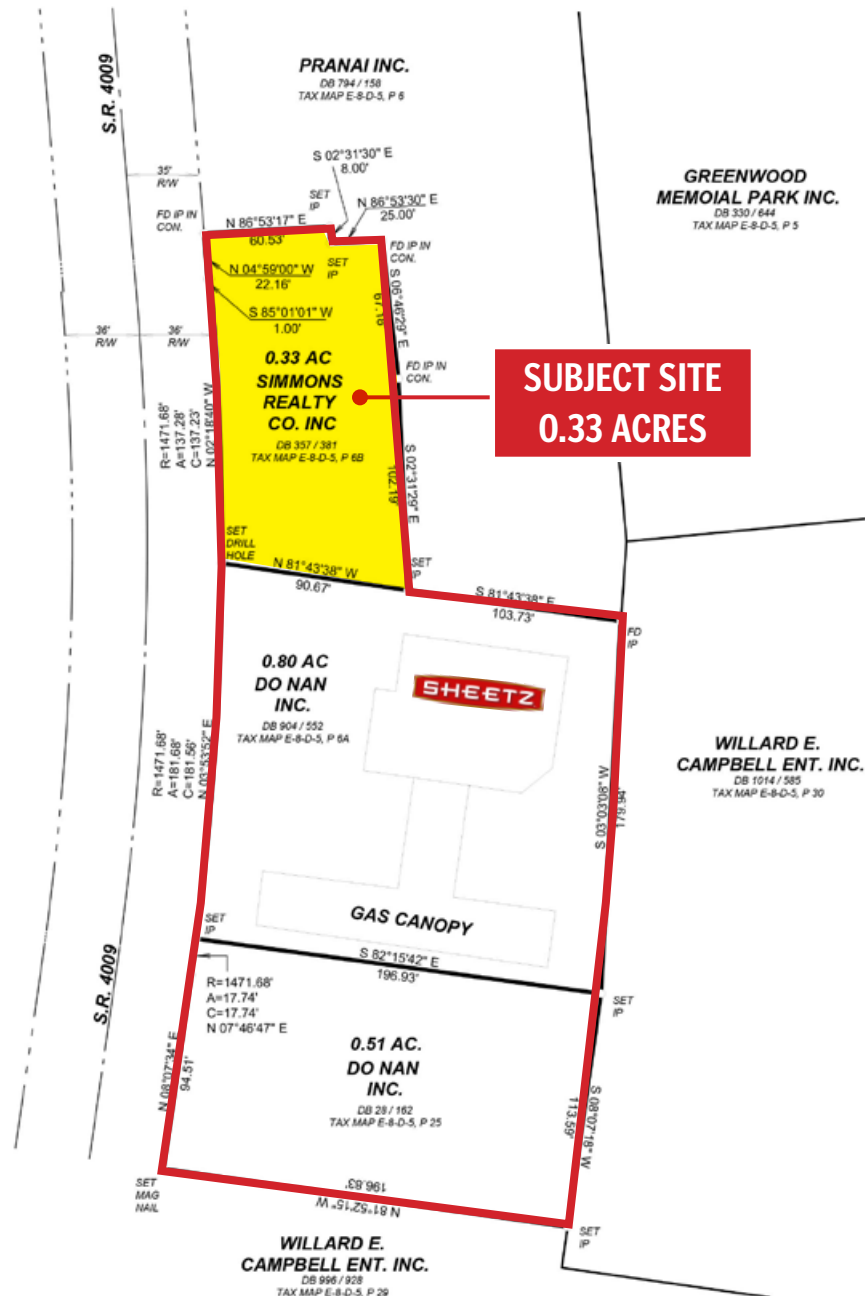 S.R. 4009
PRANAI INC.
DB 794 / 158
TAX MAP E-8-D-5, P 6
S 02°31'30" E
8.00'
35'
R/W
GREENWOOD
MEMOIAL PARK INC.
DB 330 / 644
TAX MAP E-8-D-5, P 5
SET
IP
N 86°53'30" E
25.00'
FD IP IN
CON.
N 86°53'17" E
60.53'
FD IP IN
CON.
SET
IP
N 04°59'00" W
22.16'
S 06°46'29" E
67.16'
S 85°01'01" W
1.00'
36'
R/W
36'
R/W
0.33 AC
SIMMONS
REALTY
CO. INC
DB 357 / 381
TAX MAP E-8-D-5, P 6B
FD IP IN
CON.
SUBJECT SITE
0.33 ACRES
R=1471.68'
A=137.28'
C=137.23'
N 02°18'40" W
S 02°31'29" E
102.19'
SET
DRILL
HOLE
N 81°43'38" W
90.67'
SET
IP
S 81°43'38" E
103.73'
FD
IP
0.80 AC
DO NAN
INC.
DB 904 / 552
TAX MAP E-8-D-5, P 6A
SHEETZ
R=1471.68'
A=181.68'
C=181.56'
N 03°53'52" E
S 03°03'08" W
179.94'
WILLARD E.
CAMPBELL ENT. INC.
DB 1014 / 585
TAX MAP E-8-D-5, P 30
GAS CANOPY
SET
IP
S 82°15'42" E
196.93'
S.R. 4009
R=1471.68'
A=17.74'
C=17.74'
N 07°46'47" E
SET
IP
0.51 AC.
DO NAN
INC.
DB 28 / 162
TAX MAP E-8-D-5, P 25
N 08°07'34" E
94.51'
S 08°07'18" W
113.59'
SET
MAG
NAIL
196.83'
N 81°52'15" W
SET
IP
WILLARD E.
CAMPBELL ENT. INC.
DB 996 / 928
TAX MAP E-8-D-5, P 29